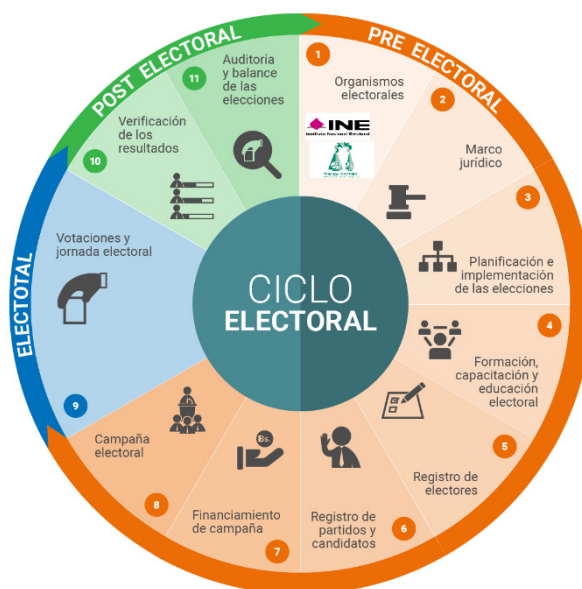 POST ELECTORAL
PRE ELECTORAL
ELECTOTAL
CICLO
ELECTORAL
1
Organismos
electorales
INE
Instituto Nacional Electoral
2
Marco
jurídico
3
Planificación e
implementación
de las elecciones
4
Formación,
capacitación y
educación
electoral
5
Registro de
electores
6
Registro de
partidos y
candidatos
7
Financiamiento
de campaña
Bs.
8
Campaña
electoral
9
Votaciones y
jornada electoral
10
Verificación
de los
resultados
11
Auditoría
y balance
de las
elecciones